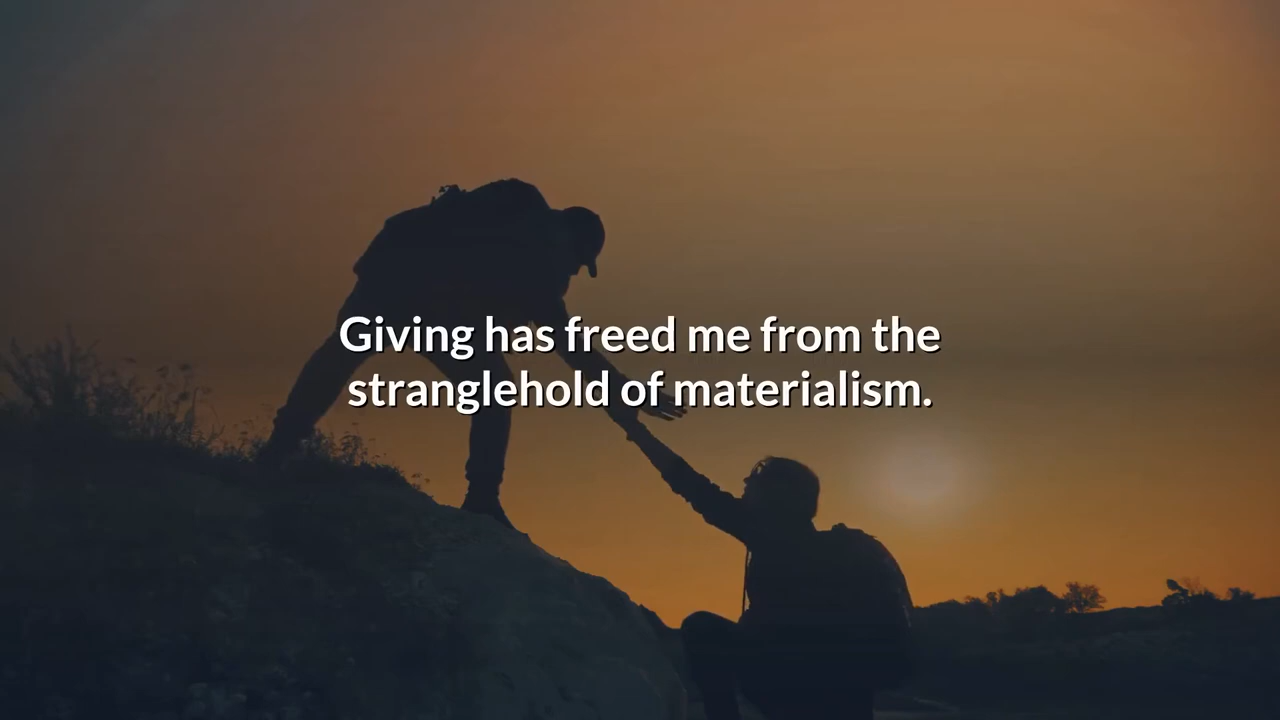 Giving has freed me from the
stranglehold of materialism.